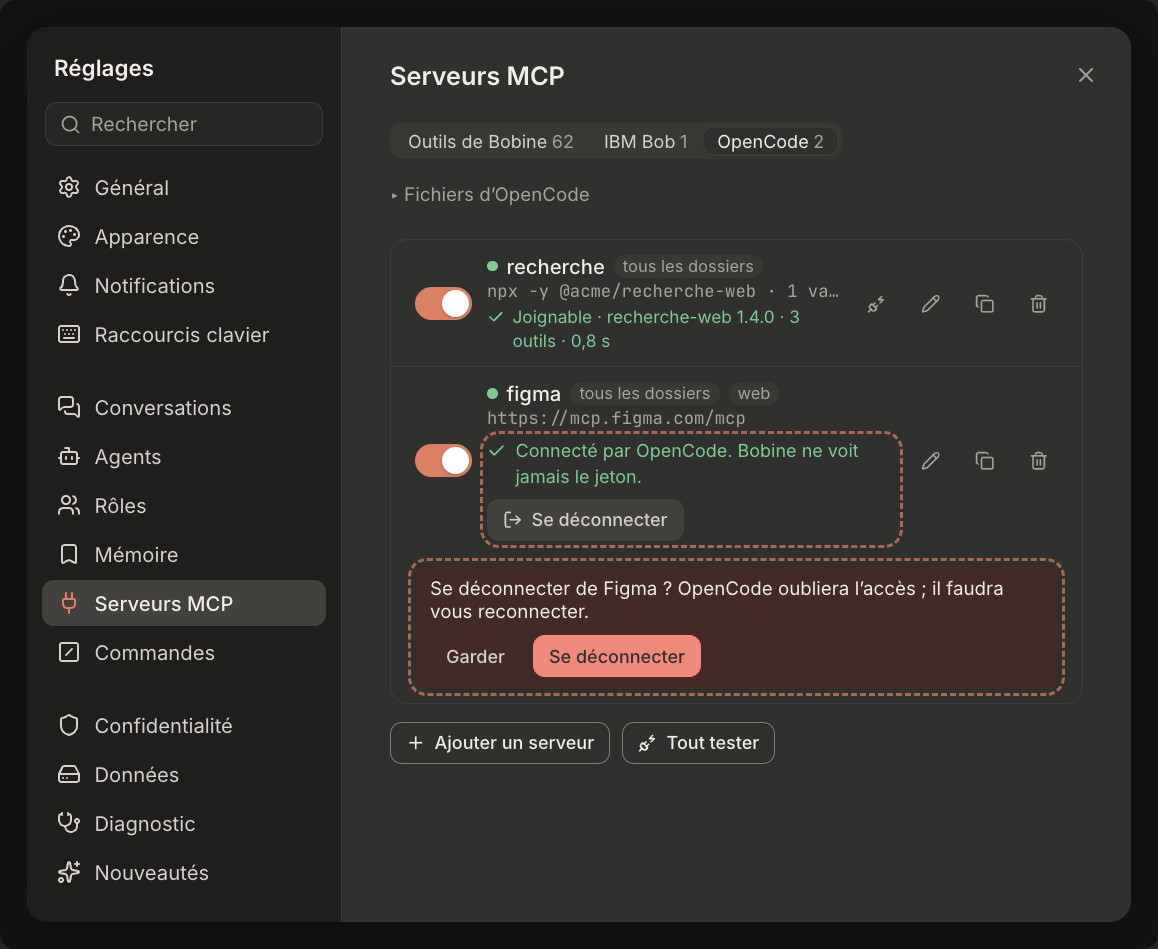 Réglages
Rechercher
Général
Apparence
Notifications
Raccourcis clavier
Conversations
Agents
Rôles
Mémoire
Serveurs MCP
Commandes
Confidentialité
Données
Diagnostic
Nouveautés
Serveurs MCP
Outils de Bobine 62 IBM Bob 1 OpenCode 2
Fichiers d’OpenCode
recherche tous les dossiers
npx -y @acme/recherche-web · 1 va…
Joignable · recherche-web 1.4.0 · 3
outils · 0,8 s
figma tous les dossiers web
https://mcp.figma.com/mcp
Connecté par OpenCode. Bobine ne voit
jamais le jeton.
Se déconnecter
Se déconnecter de Figma ? OpenCode oubliera l’accès ; il faudra
vous reconnecter.
Garder Se déconnecter
Ajouter un serveur Tout tester